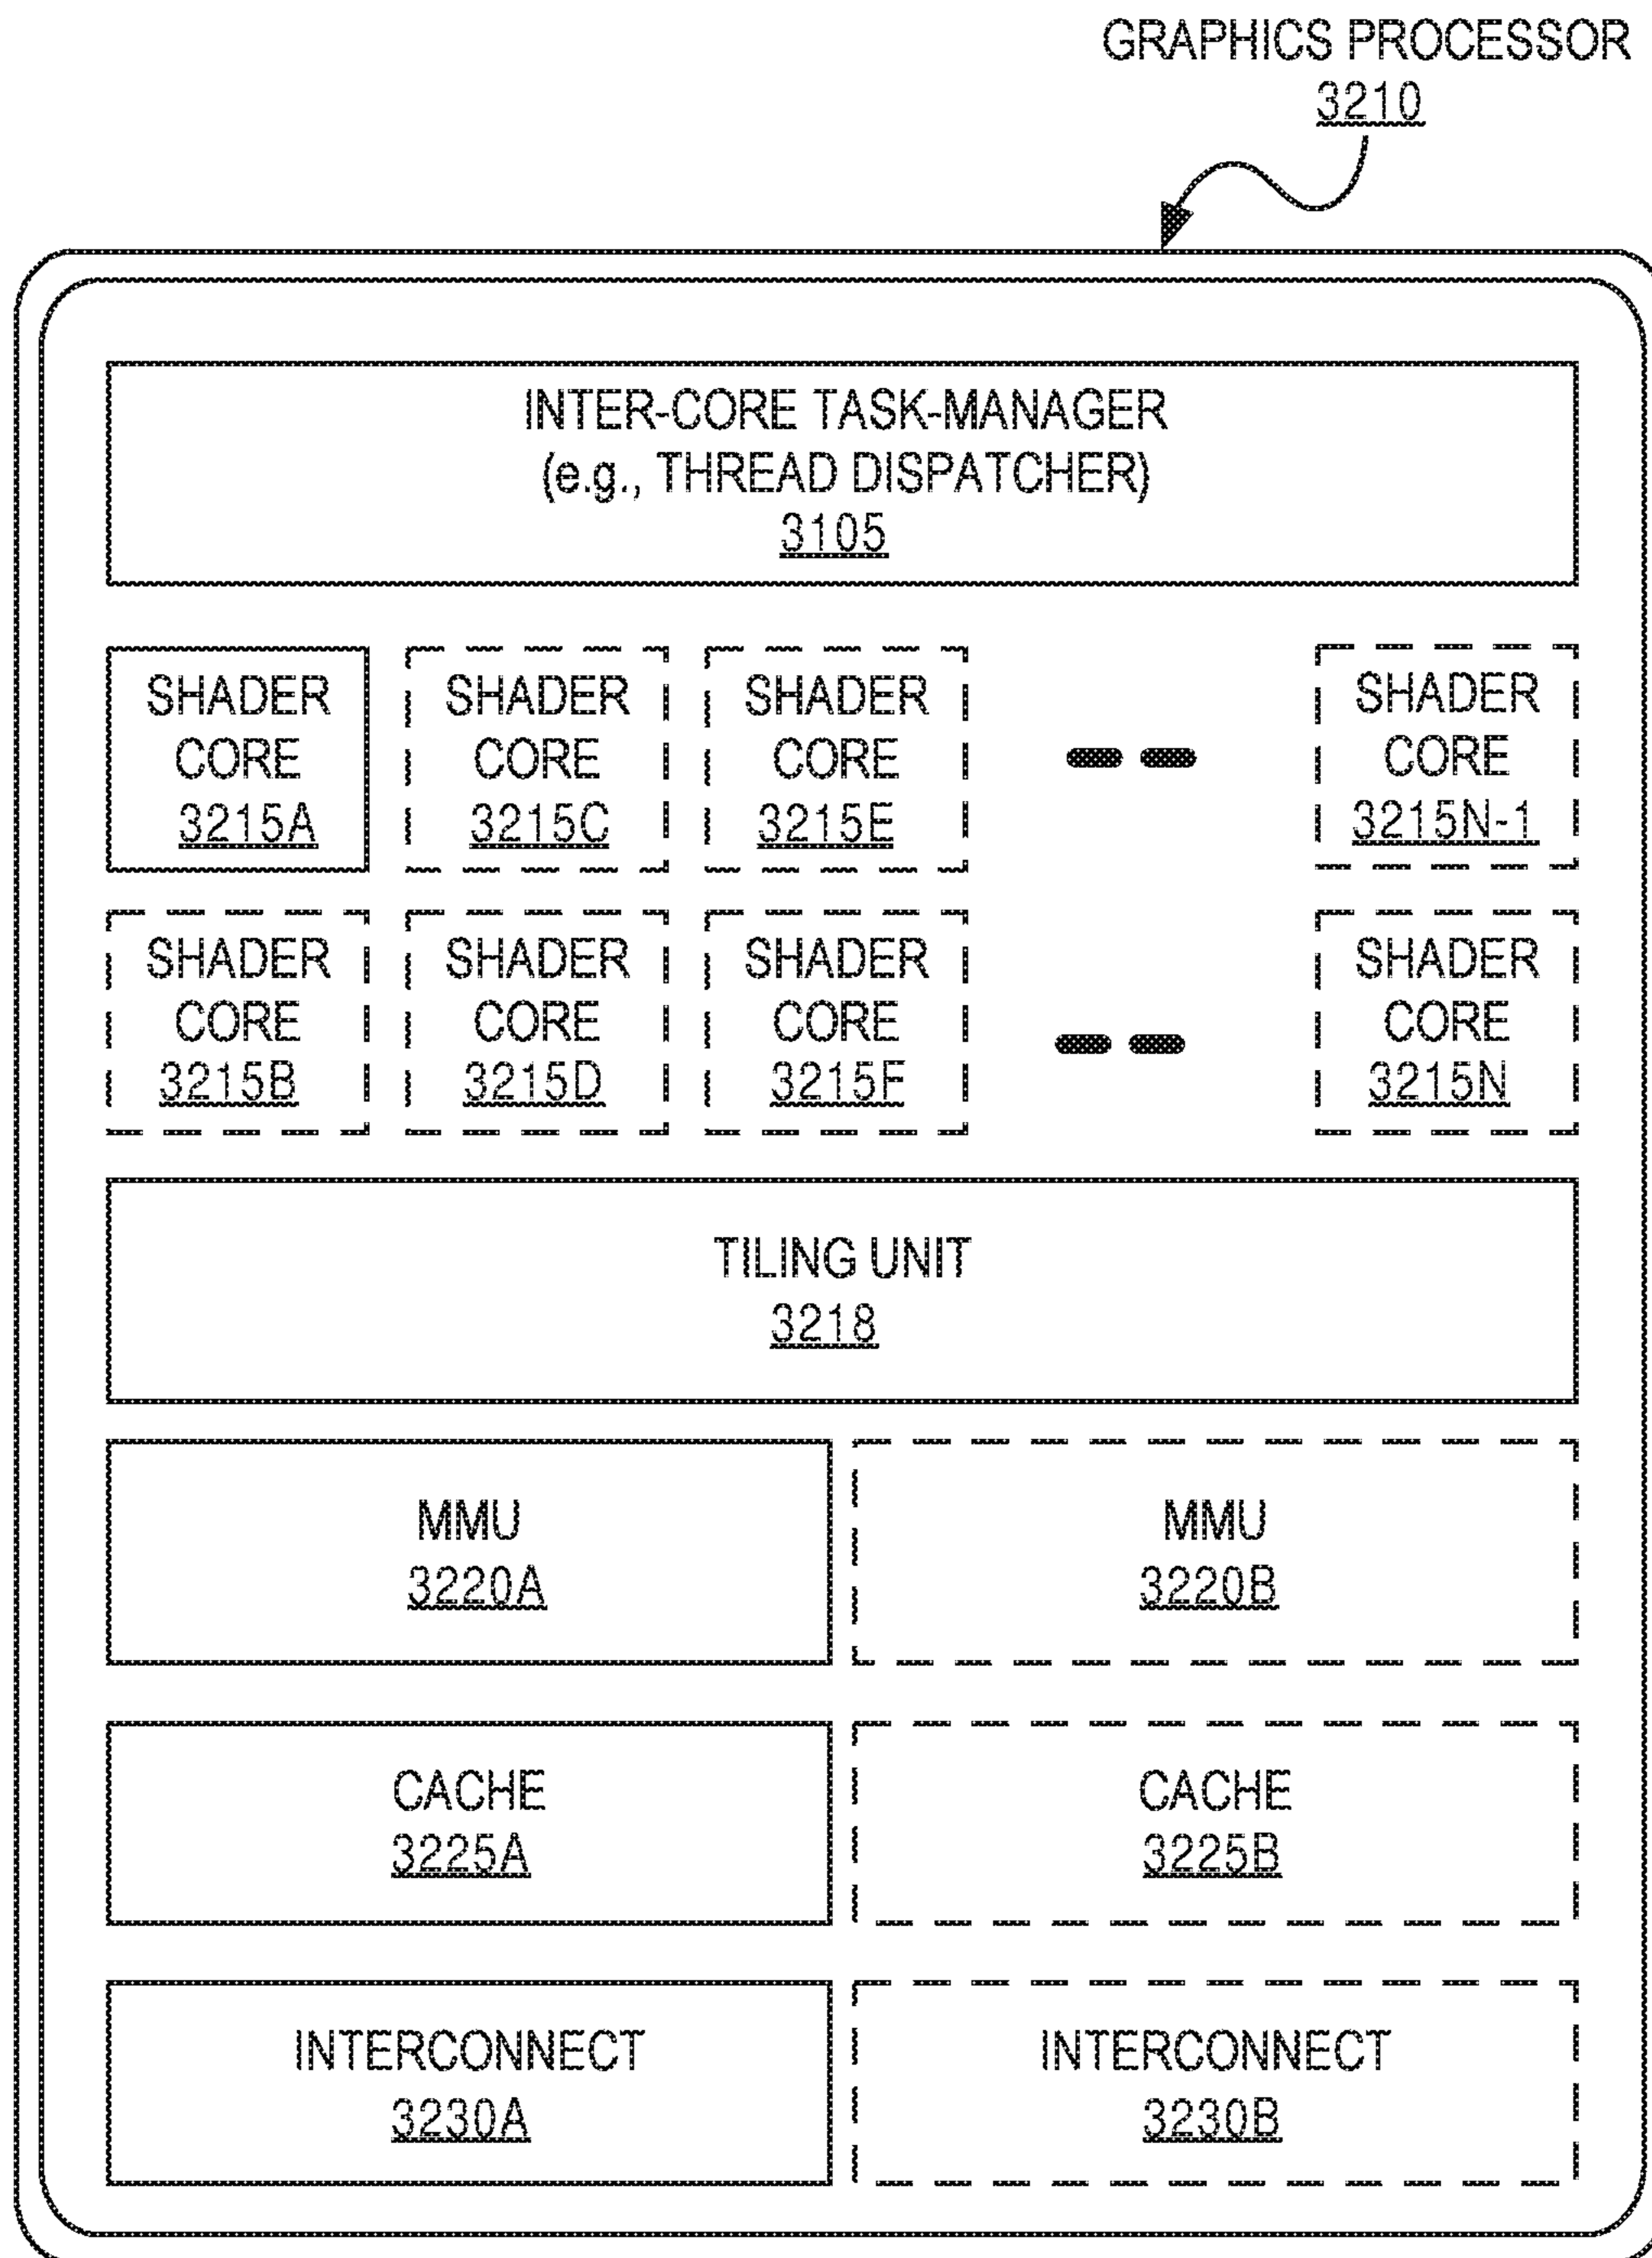 GRAPHICS PROCESSOR
3210
INTER-CORE TASK-MANAGER
(e.g., THREAD DISPATCHER)
3105
SHADER
CORE
3215A
SHADER
CORE
3215C
SHADER
CORE
3215E
SHADER
CORE
3215N-1
SHADER
CORE
3215B
SHADER
CORE
3215D
SHADER
CORE
3215F
SHADER
CORE
3215N
TILING UNIT
3218
MMU
3220A
MMU
3220B
CACHE
3225A
CACHE
3225B
INTERCONNECT
3230A
INTERCONNECT
3230B